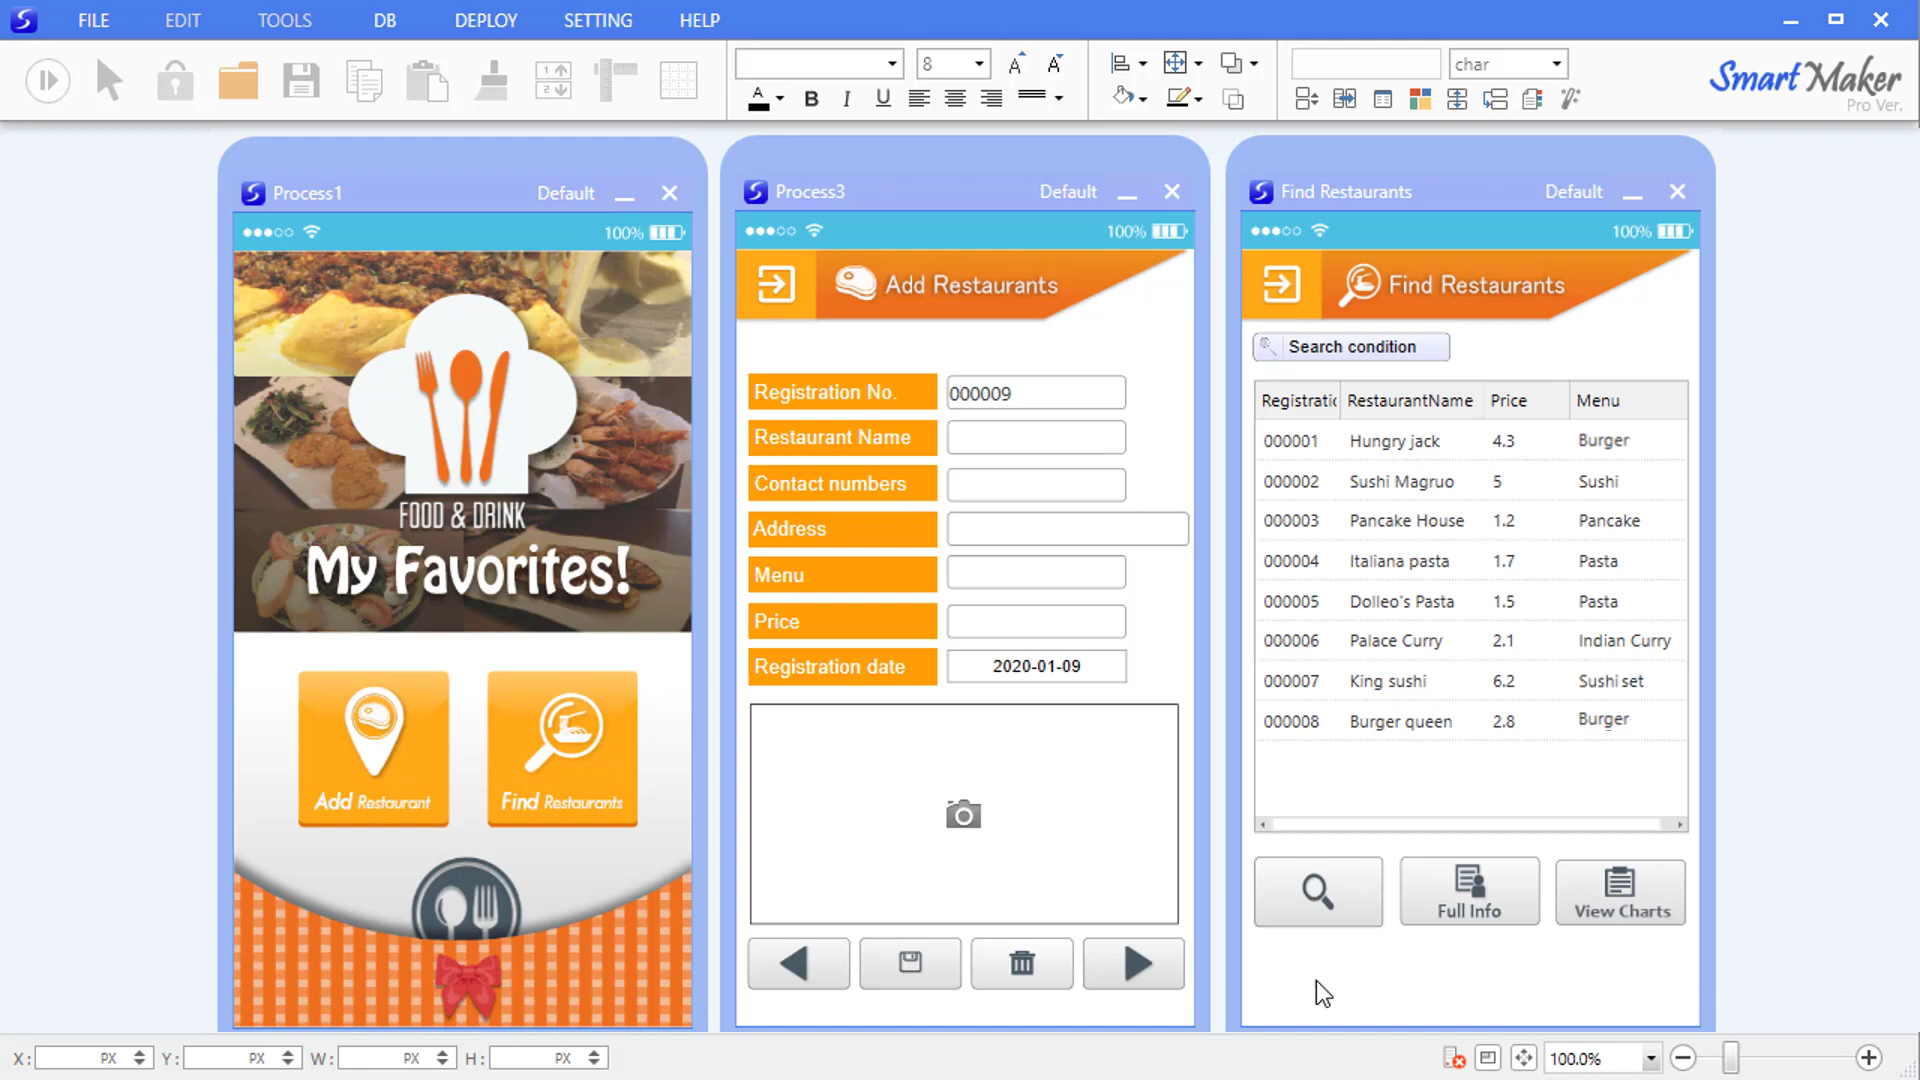 FILE EDIT TOOLS DB DEPLOY SETTING HELP
8
char
A B I U
Smart Maker
Pro Ver.
Process1 Default
100%
FOOD & DRINK
My Favorites!
Add Restaurant
Find Restaurants
Process3 Default
100%
Add Restaurants
Registration No. 000009
Restaurant Name
Contact numbers
Address
Menu
Price
Registration date 2020-01-09
Find Restaurants Default
100%
Find Restaurants
Search condition
Registratic RestaurantName Price Menu
000001 Hungry jack 4.3 Burger
000002 Sushi Magruo 5 Sushi
000003 Pancake House 1.2 Pancake
000004 Italiana pasta 1.7 Pasta
000005 Dolleo's Pasta 1.5 Pasta
000006 Palace Curry 2.1 Indian Curry
000007 King sushi 6.2 Sushi set
000008 Burger queen 2.8 Burger
Full Info
View Charts
X: PX Y: PX W: PX H: PX
100.0%